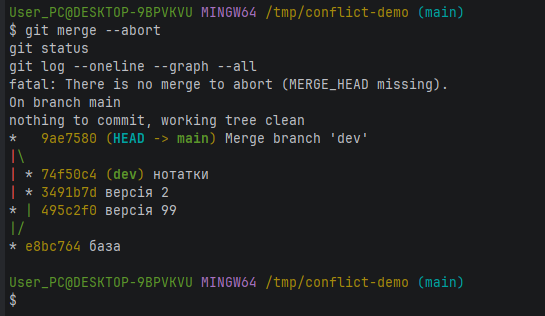 User_PC@DESKTOP-9BPVKVU MINGW64 /tmp/conflict-demo (main)
$ git merge --abort
git status
git log --oneline --graph --all
fatal: There is no merge to abort (MERGE_HEAD missing).
On branch main
nothing to commit, working tree clean
*   9ae7580 (HEAD -> main) Merge branch 'dev'
|\
| * 74f50c4 (dev) нотатки
| * 3491b7d версія 2
* | 495c2f0 версія 99
|/
* e8bc764 база
User_PC@DESKTOP-9BPVKVU MINGW64 /tmp/conflict-demo (main)
$